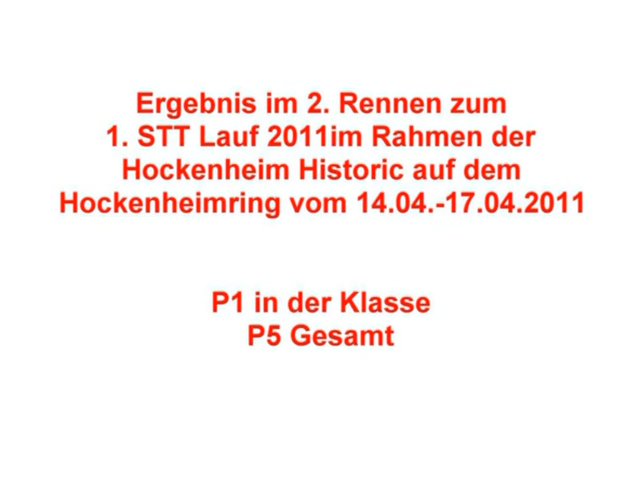 Ergebnis im 2. Rennen zum
1. STT Lauf 2011im Rahmen der
Hockenheim Historic auf dem
Hockenheimring vom 14.04.-17.04.2011
P1 in der Klasse
P5 Gesamt